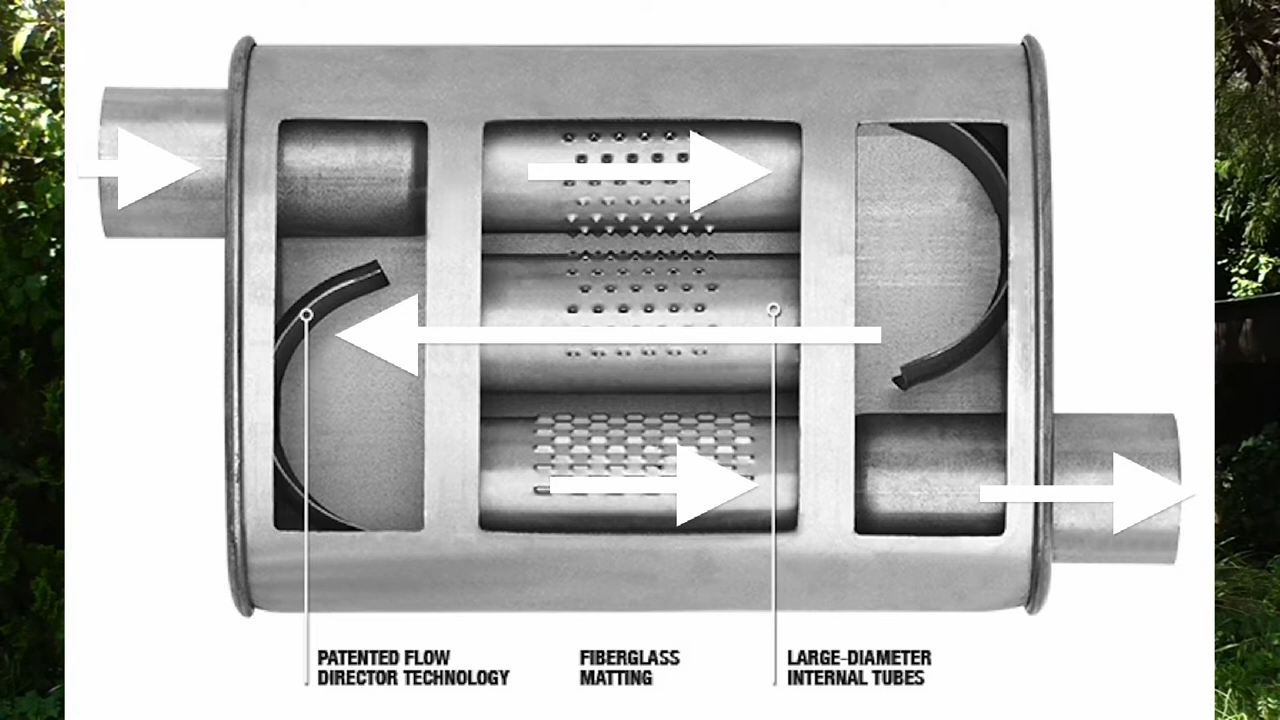 PATENTED FLOW
DIRECTOR TECHNOLOGY
FIBERGLASS
MATTING
LARGE-DIAMETER
INTERNAL TUBES